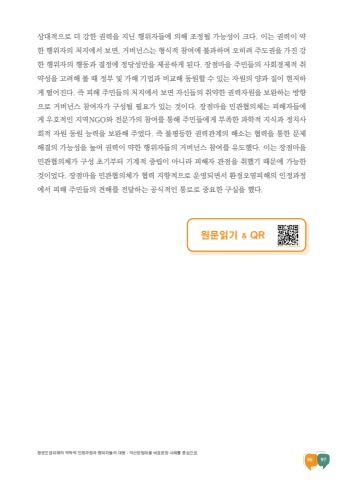 상대적으로 더 강한 권력을 지닌 행위자들에 의해 조정될 가능성이 크다. 이는 권력이 약
한 행위자의 처지에서 보면, 거버넌스는 형식적 참여에 불과하며 오히려 주도권을 가진 강
한 행위자의 행동과 결정에 정당성만을 제공하게 된다. 장점마을 주민들의 사회경제적 취
약성을 고려해 볼 때 정부 및 가해 기업과 비교해 동원할 수 있는 자원의 양과 질이 현저하
게 떨어진다. 즉 피해 주민들의 처지에서 보면 자신들의 취약한 권력자원을 보완하는 방향
으로 거버넌스 참여자가 구성될 필요가 있는 것이다. 장점마을 민관협의체는 피해자들에
게 우호적인 지역NGO와 전문가의 참여를 통해 주민들에게 부족한 과학적 지식과 정치사
회적 자원 동원 능력을 보완해 주었다. 즉 불평등한 권력관계의 해소는 협력을 통한 문제
해결의 가능성을 높여 권력이 약한 행위자들의 거버넌스 참여를 유도했다. 이는 장점마을
민관협의체가 구성 초기부터 기계적 중립이 아니라 피해자 관점을 취했기 때문에 가능한
것이었다. 장점마을 민관협의체가 협력 지향적으로 운영되면서 환경오염피해의 인정과정
에서 피해 주민들의 견해를 전달하는 공식적인 통로로 중요한 구실을 했다.
원문읽기 & QR
환경오염피해의 역학적 인정과정과 행위자들의 대응 : 익산장점마을 비료공장 사례를 중심으로